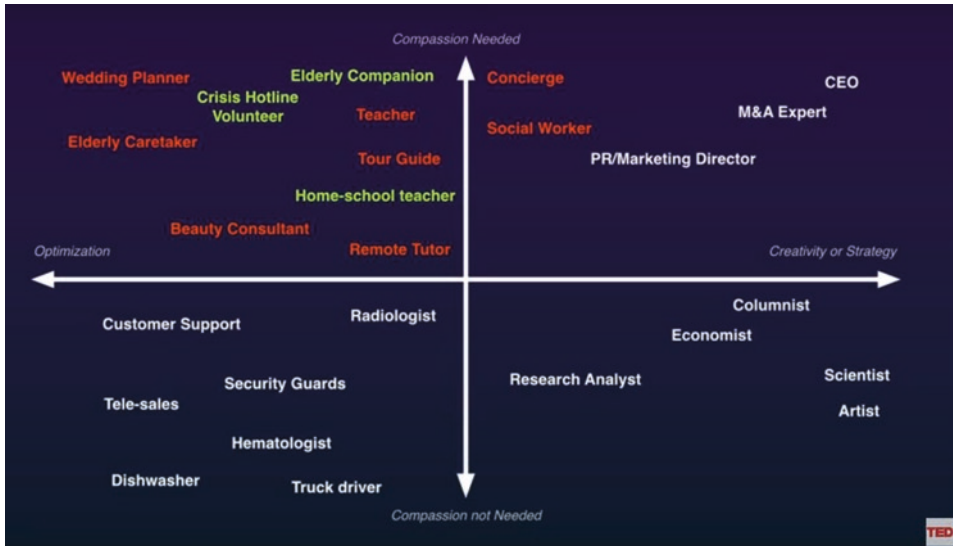 Compassion Needed
Wedding Planner
Elderly Companion
Concierge
CEO
Crisis Hotline
Volunteer
Teacher
M&A Expert
Elderly Caretaker
Social Worker
Tour Guide
PR/Marketing Director
Home-school teacher
Beauty Consultant
Remote Tutor
Optimization
Creativity or Strategy
Customer Support
Radiologist
Columnist
Economist
Security Guards
Research Analyst
Scientist
Tele-sales
Artist
Hematologist
Dishwasher
Truck driver
Compassion not Needed
TED